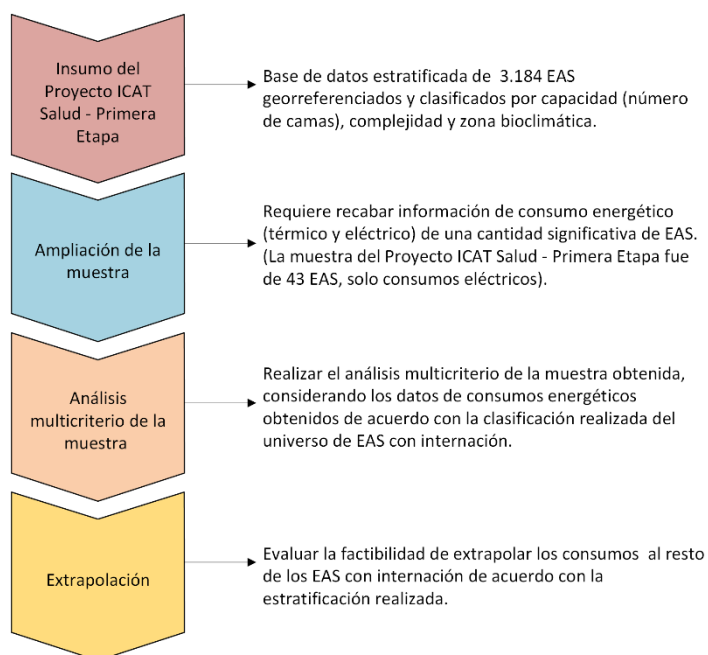 Insumo del
Proyecto ICAT
Salud - Primera
Etapa
Base de datos estratificada de 3.184 EAS
georreferenciados y clasificados por capacidad (número
de camas), complejidad y zona bioclimática.
Ampliación de la
muestra
Requiere recabar información de consumo energético
(térmico y eléctrico) de una cantidad significativa de EAS.
(La muestra del Proyecto ICAT Salud - Primera Etapa fue
de 43 EAS, solo consumos eléctricos).
Análisis
multicriterio de la
muestra
Realizar el análisis multicriterio de la muestra obtenida,
considerando los datos de consumos energéticos
obtenidos de acuerdo con la clasificación realizada del
universo de EAS con internación.
Extrapolación
Evaluar la factibilidad de extrapolar los consumos al resto
de los EAS con internación de acuerdo con la
estratificación realizada.